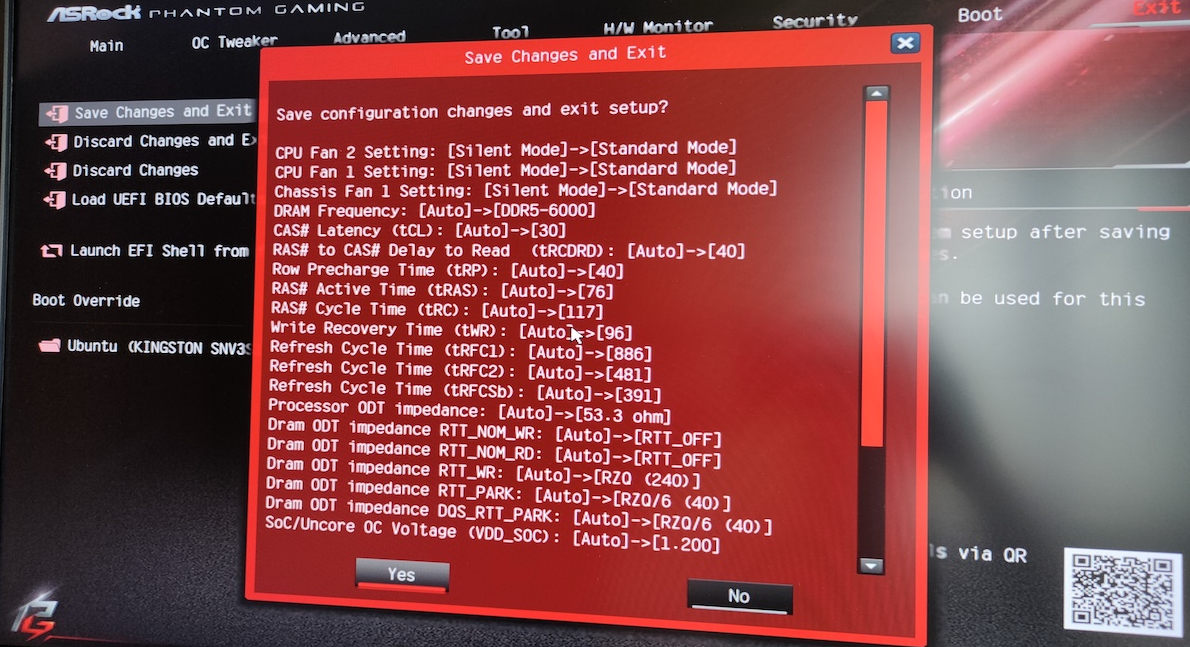 ASRock PHANTOM GAMING
Main OC Tweaker Advanced Tool H/W Monitor Security Boot Exit
Save Changes and Exit
Save Changes and Exit
Discard Changes and Ex
Discard Changes
Load UEFI BIOS Default
Launch EFI Shell from
Boot Override
Ubuntu (KINGSTON SNV3S
Save configuration changes and exit setup?
CPU Fan 2 Setting: [Silent Mode]->[Standard Mode]
CPU Fan 1 Setting: [Silent Mode]->[Standard Mode]
Chassis Fan 1 Setting: [Silent Mode]->[Standard Mode]
DRAM Frequency: [Auto]->[DDR5-6000]
CAS# Latency (tCL): [Auto]->[30]
RAS# to CAS# Delay to Read (tRCDRD): [Auto]->[40]
Row Precharge Time (tRP): [Auto]->[40]
RAS# Active Time (tRAS): [Auto]->[76]
RAS# Cycle Time (tRC): [Auto]->[117]
Write Recovery Time (tWR): [Auto]->[96]
Refresh Cycle Time (tRFC1): [Auto]->[886]
Refresh Cycle Time (tRFC2): [Auto]->[481]
Refresh Cycle Time (tRFCSb): [Auto]->[391]
Processor ODT impedance: [Auto]->[53.3 ohm]
Dram ODT impedance RTT_NOM_WR: [Auto]->[RTT_OFF]
Dram ODT impedance RTT_NOM_RD: [Auto]->[RTT_OFF]
Dram ODT impedance RTT_WR: [Auto]->[RZQ (240)]
Dram ODT impedance RTT_PARK: [Auto]->[RZQ/6 (40)]
Dram ODT impedance DQS_RTT_PARK: [Auto]->[RZQ/6 (40)]
SoC/Uncore OC Voltage (VDD_SOC): [Auto]->[1.200]
Yes No
tion
setup after saving
be used for this
via QR